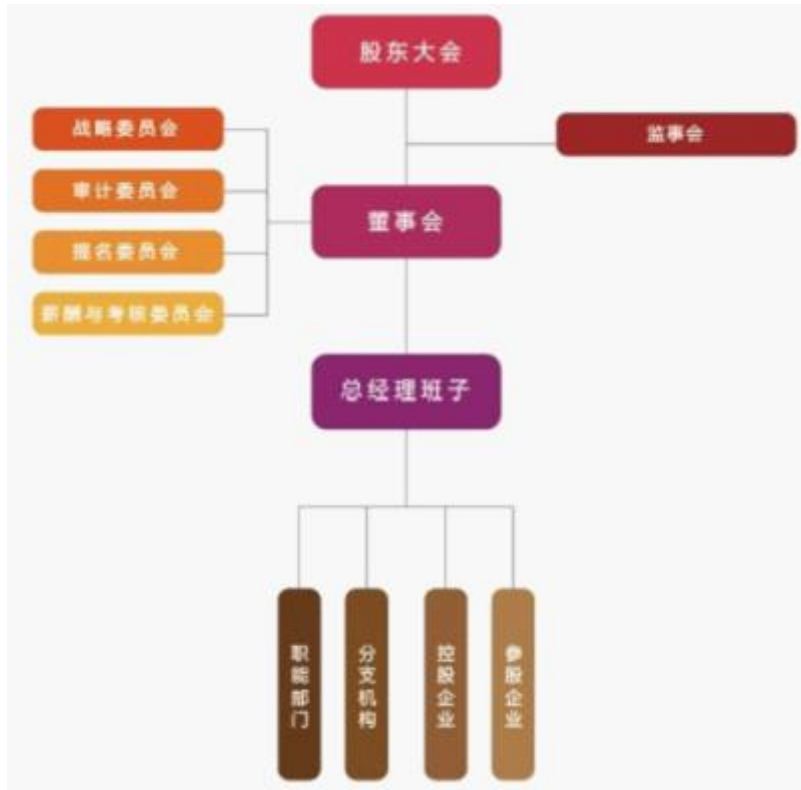 股东大会
战略委员会
监事会
审计委员会
董事会
提名委员会
薪酬与考核委员会
总经理班子
职能部门
分支机构
控股企业
参股企业